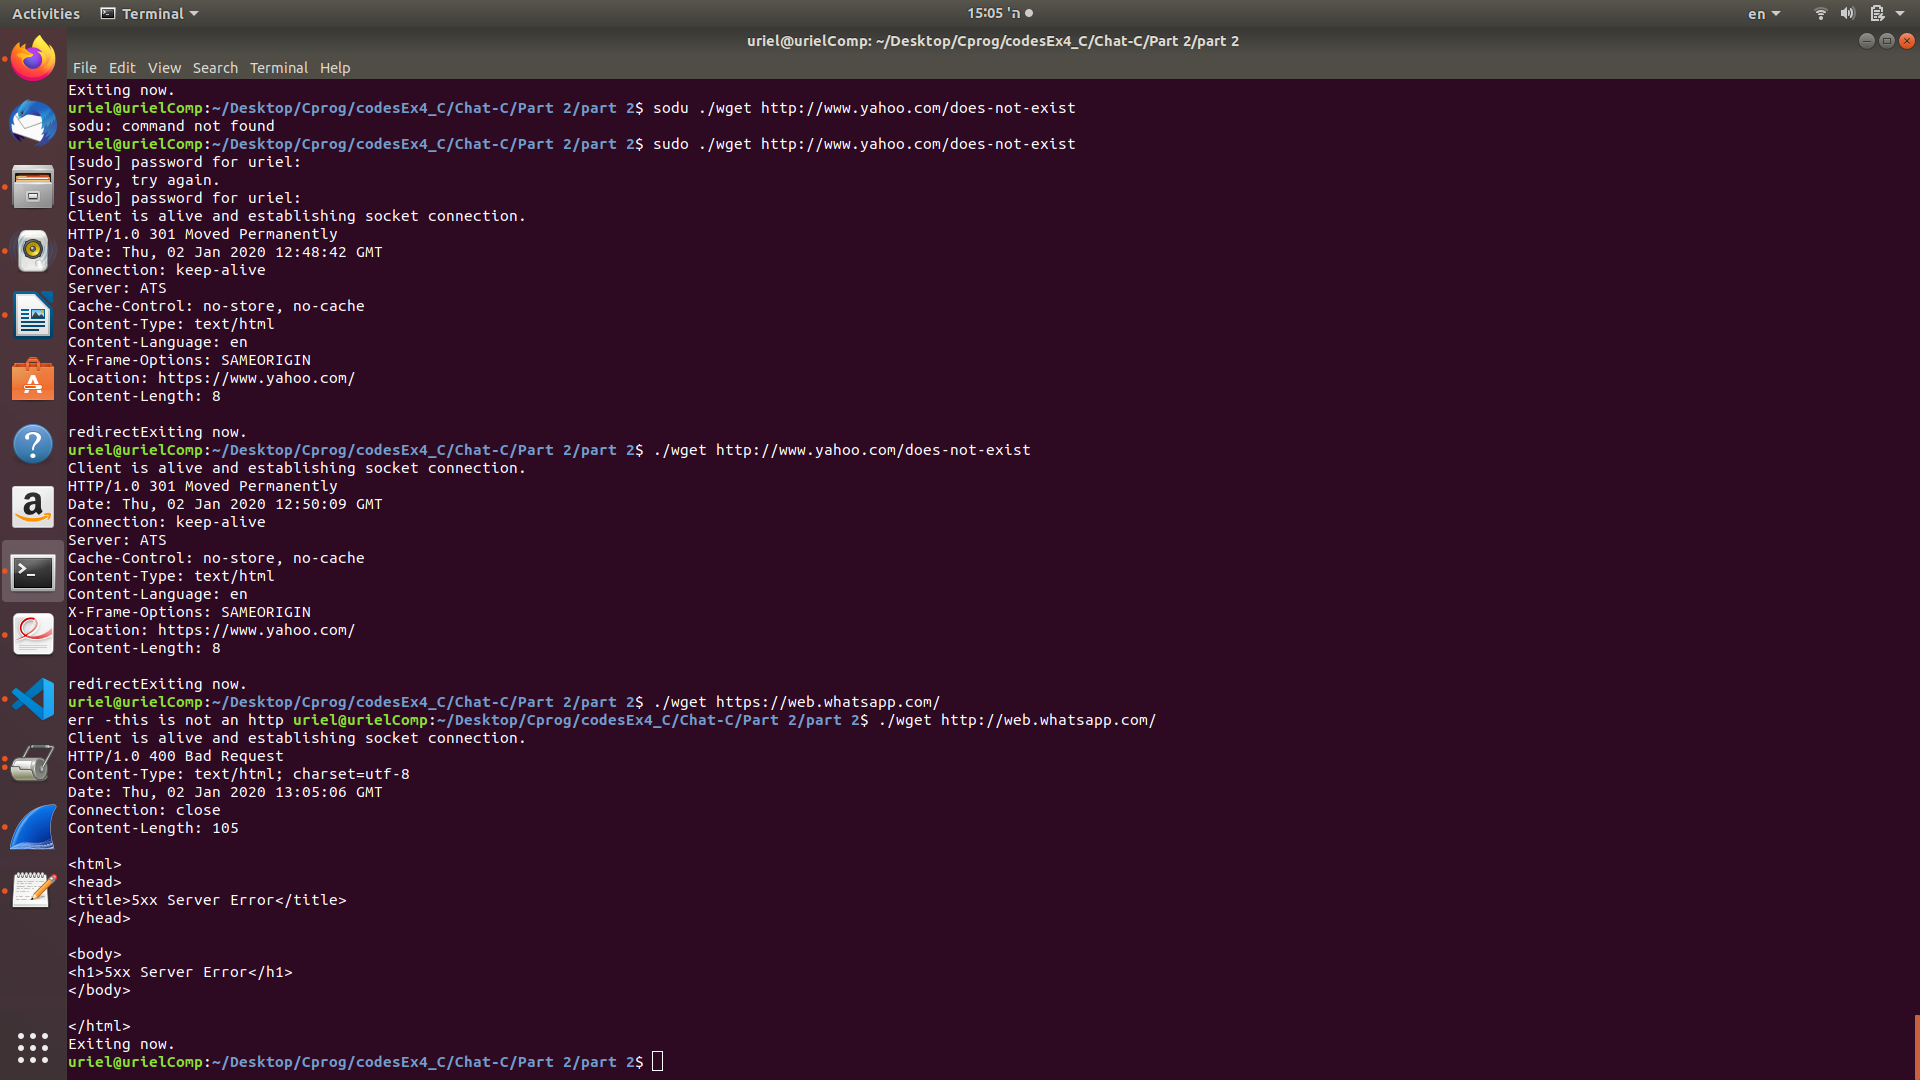 Activities Terminal 15:05 'ה en
uriel@urielComp: ~/Desktop/Cprog/codesEx4_C/Chat-C/Part 2/part 2
File Edit View Search Terminal Help
Exiting now.
uriel@urielComp:~/Desktop/Cprog/codesEx4_C/Chat-C/Part 2/part 2$ sodu ./wget http://www.yahoo.com/does-not-exist
sodu: command not found
uriel@urielComp:~/Desktop/Cprog/codesEx4_C/Chat-C/Part 2/part 2$ sudo ./wget http://www.yahoo.com/does-not-exist
[sudo] password for uriel:
Sorry, try again.
[sudo] password for uriel:
Client is alive and establishing socket connection.
HTTP/1.0 301 Moved Permanently
Date: Thu, 02 Jan 2020 12:48:42 GMT
Connection: keep-alive
Server: ATS
Cache-Control: no-store, no-cache
Content-Type: text/html
Content-Language: en
X-Frame-Options: SAMEORIGIN
Location: https://www.yahoo.com/
Content-Length: 8

redirectExiting now.
uriel@urielComp:~/Desktop/Cprog/codesEx4_C/Chat-C/Part 2/part 2$ ./wget http://www.yahoo.com/does-not-exist
Client is alive and establishing socket connection.
HTTP/1.0 301 Moved Permanently
Date: Thu, 02 Jan 2020 12:50:09 GMT
Connection: keep-alive
Server: ATS
Cache-Control: no-store, no-cache
Content-Type: text/html
Content-Language: en
X-Frame-Options: SAMEORIGIN
Location: https://www.yahoo.com/
Content-Length: 8

redirectExiting now.
uriel@urielComp:~/Desktop/Cprog/codesEx4_C/Chat-C/Part 2/part 2$ ./wget https://web.whatsapp.com/
err -this is not an http uriel@urielComp:~/Desktop/Cprog/codesEx4_C/Chat-C/Part 2/part 2$ ./wget http://web.whatsapp.com/
Client is alive and establishing socket connection.
HTTP/1.0 400 Bad Request
Content-Type: text/html; charset=utf-8
Date: Thu, 02 Jan 2020 13:05:06 GMT
Connection: close
Content-Length: 105

<html>
<head>
<title>5xx Server Error</title>
</head>

<body>
<h1>5xx Server Error</h1>
</body>

</html>
Exiting now.
uriel@urielComp:~/Desktop/Cprog/codesEx4_C/Chat-C/Part 2/part 2$